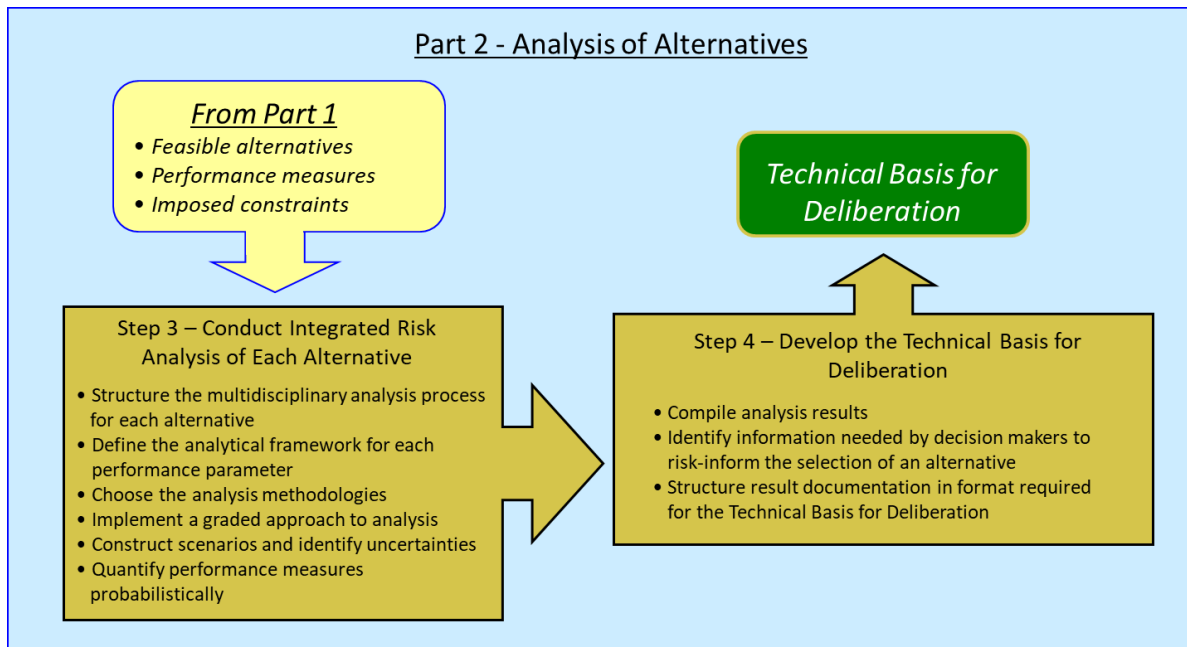 Part 2 - Analysis of Alternatives
From Part 1
• Feasible alternatives
• Performance measures
• Imposed constraints
Technical Basis for
Deliberation
Step 3 – Conduct Integrated Risk
Analysis of Each Alternative
• Structure the multidisciplinary analysis process
for each alternative
• Define the analytical framework for each
performance parameter
• Choose the analysis methodologies
• Implement a graded approach to analysis
• Construct scenarios and identify uncertainties
• Quantify performance measures
probabilistically
Step 4 – Develop the Technical Basis for
Deliberation
• Compile analysis results
• Identify information needed by decision makers to
risk-inform the selection of an alternative
• Structure result documentation in format required
for the Technical Basis for Deliberation